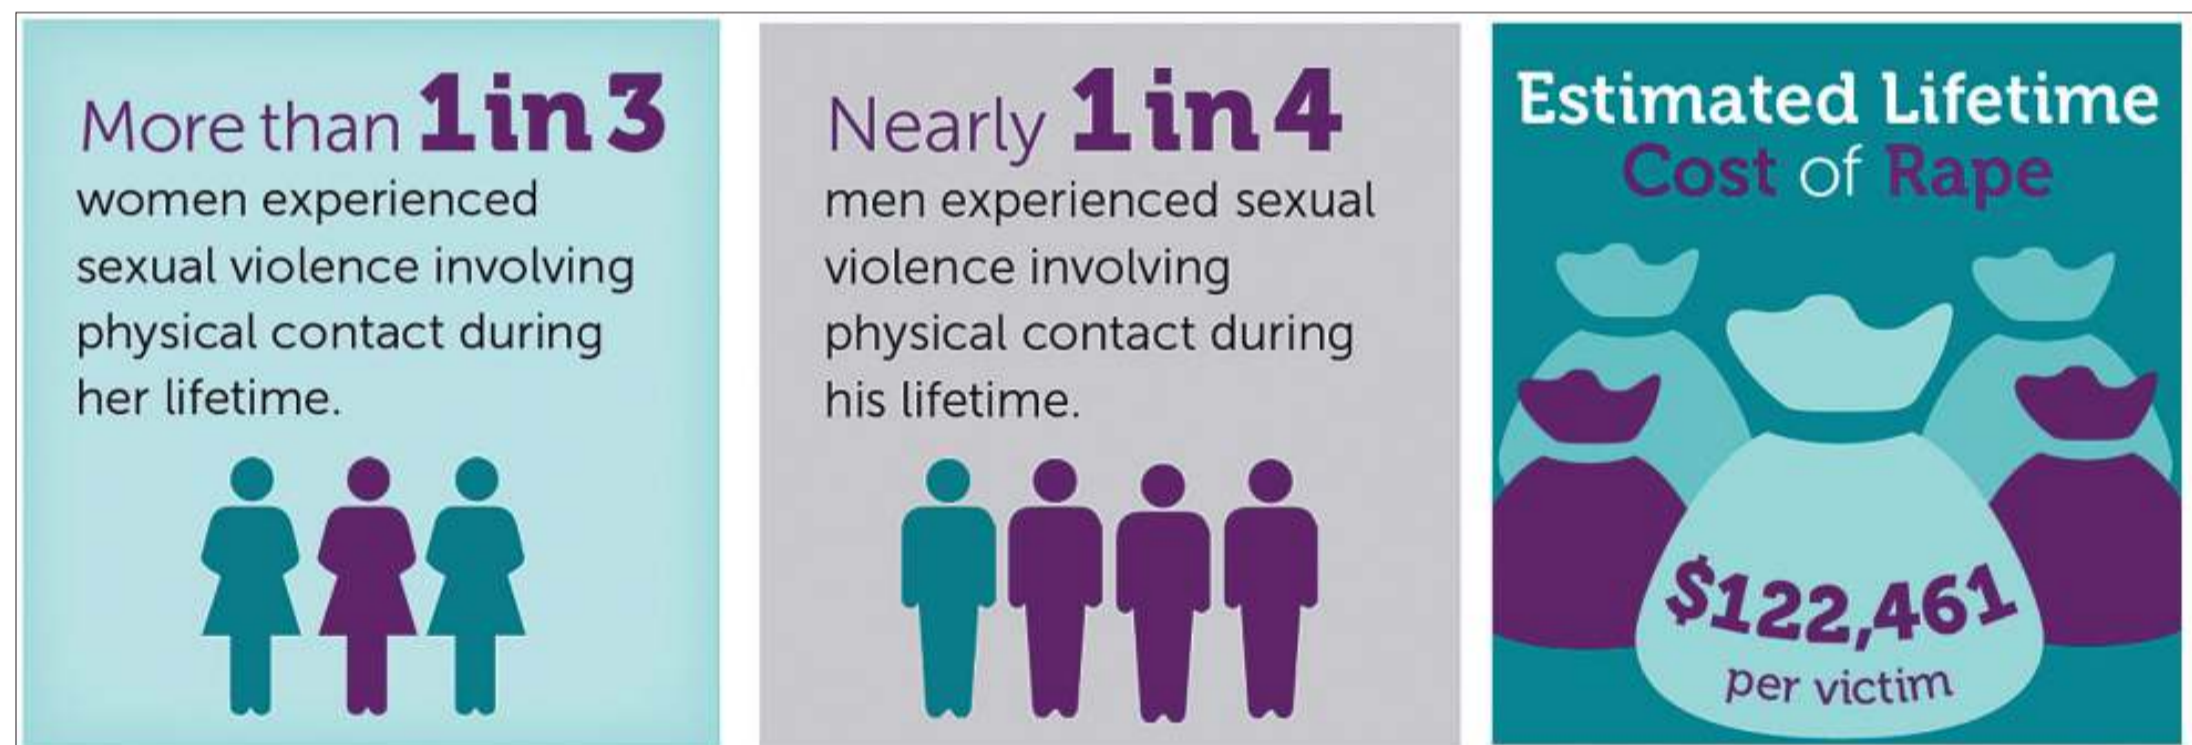 More than 1 in 3
women experienced
sexual violence involving
physical contact during
her lifetime.
Nearly 1 in 4
men experienced sexual
violence involving
physical contact during
his lifetime.
Estimated Lifetime
Cost of Rape
$122,461
per victim